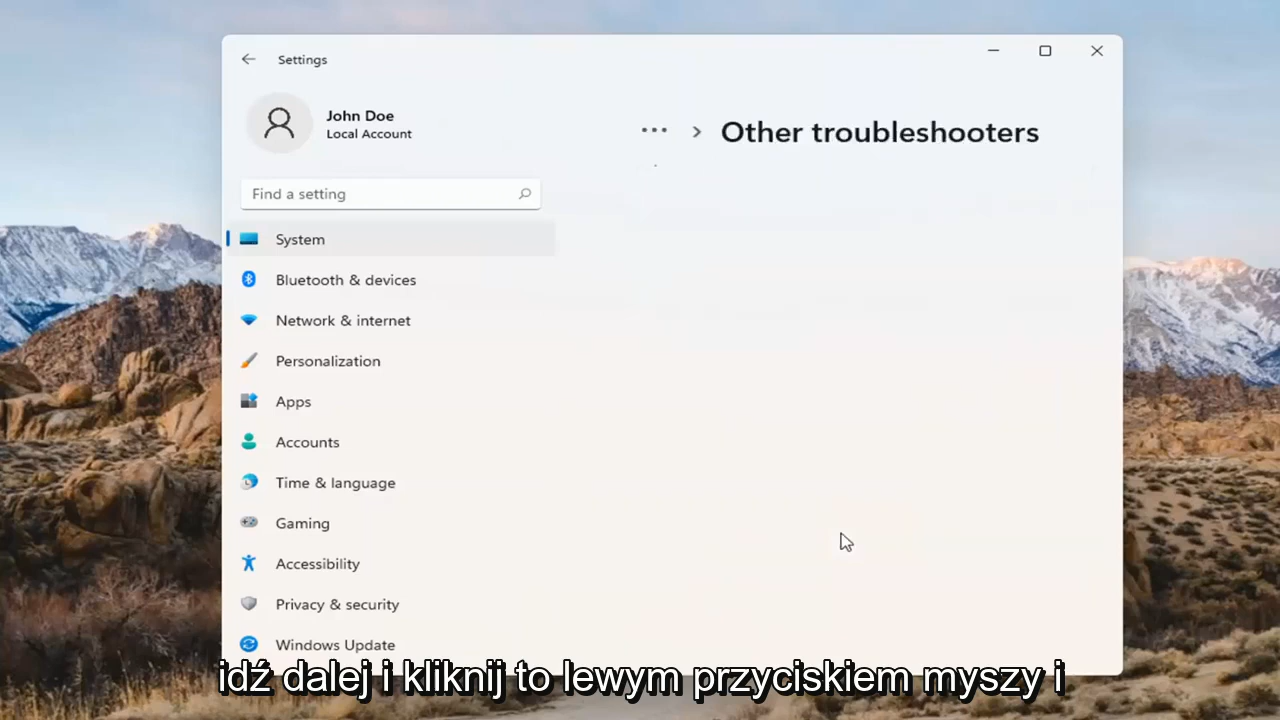 Settings
John Doe
Local Account
Find a setting
System
Bluetooth & devices
Network & internet
Personalization
Apps
Accounts
Time & language
Gaming
Accessibility
Privacy & security
Windows Update
... > Other troubleshooters
idź dalej i kliknij to lewym przyciskiem myszy i